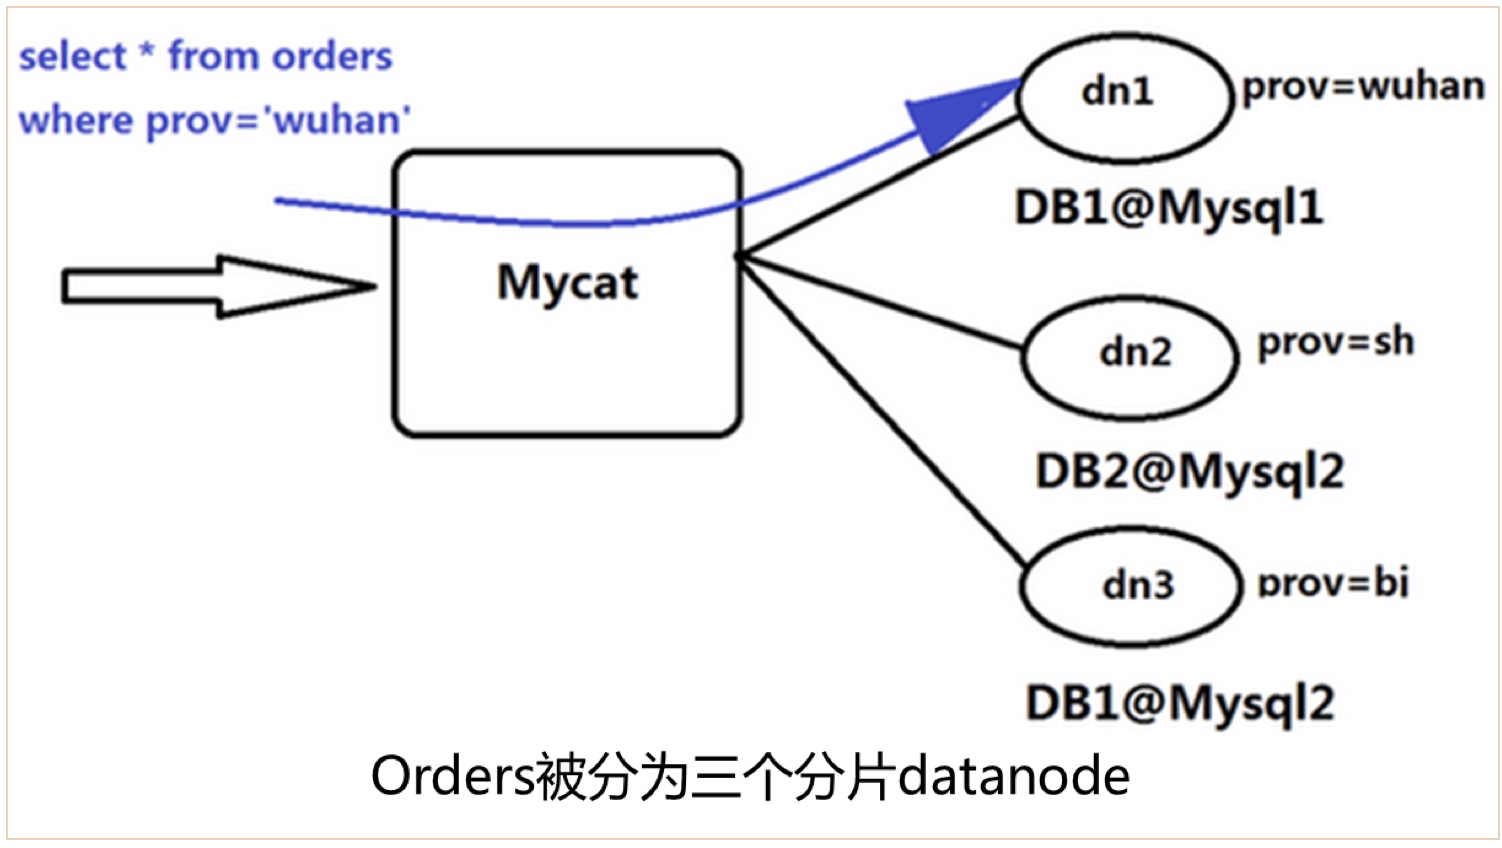 select * from orders
where prov='wuhan'
Mycat
dn1
prov=wuhan
DB1@Mysql1
dn2
prov=sh
DB2@Mysql2
dn3
prov=bi
DB1@Mysql2
Orders被分为三个分片datanode